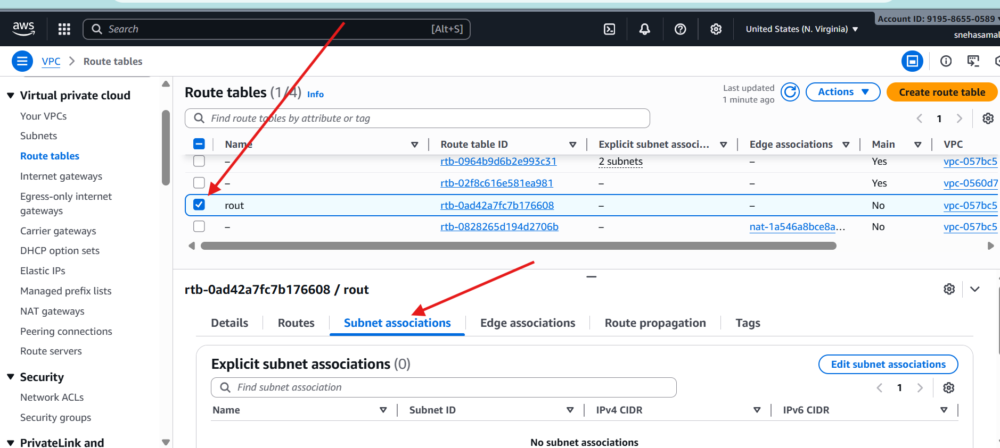 aws
Search
[Alt+S]
United States (N. Virginia)
Account ID: 9195-8655-0589
snehasamal
VPC
Route tables
Virtual private cloud
Your VPCs
Subnets
Route tables
Internet gateways
Egress-only internet
gateways
Carrier gateways
DHCP option sets
Elastic IPs
Managed prefix lists
NAT gateways
Peering connections
Route servers
Security
Network ACLs
Security groups
PrivateLink and
Route tables (1/4) Info
Last updated
1 minute ago
Actions
Create route table
Find route tables by attribute or tag
1
Name Route table ID Explicit subnet associ... Edge associations Main VPC
– rtb-0964b9d6b2e993c31 2 subnets – Yes vpc-057bc5
– rtb-02f8c616e581ea981 – – Yes vpc-0560d7
rout rtb-0ad42a7fc7b176608 – – No vpc-057bc5
– rtb-0828265d194d2706b – nat-1a546a8bce8a... No vpc-057bc5
rtb-0ad42a7fc7b176608 / rout
Details Routes Subnet associations Edge associations Route propagation Tags
Explicit subnet associations (0)
Edit subnet associations
Find subnet association
1
Name Subnet ID IPv4 CIDR IPv6 CIDR
No subnet associations